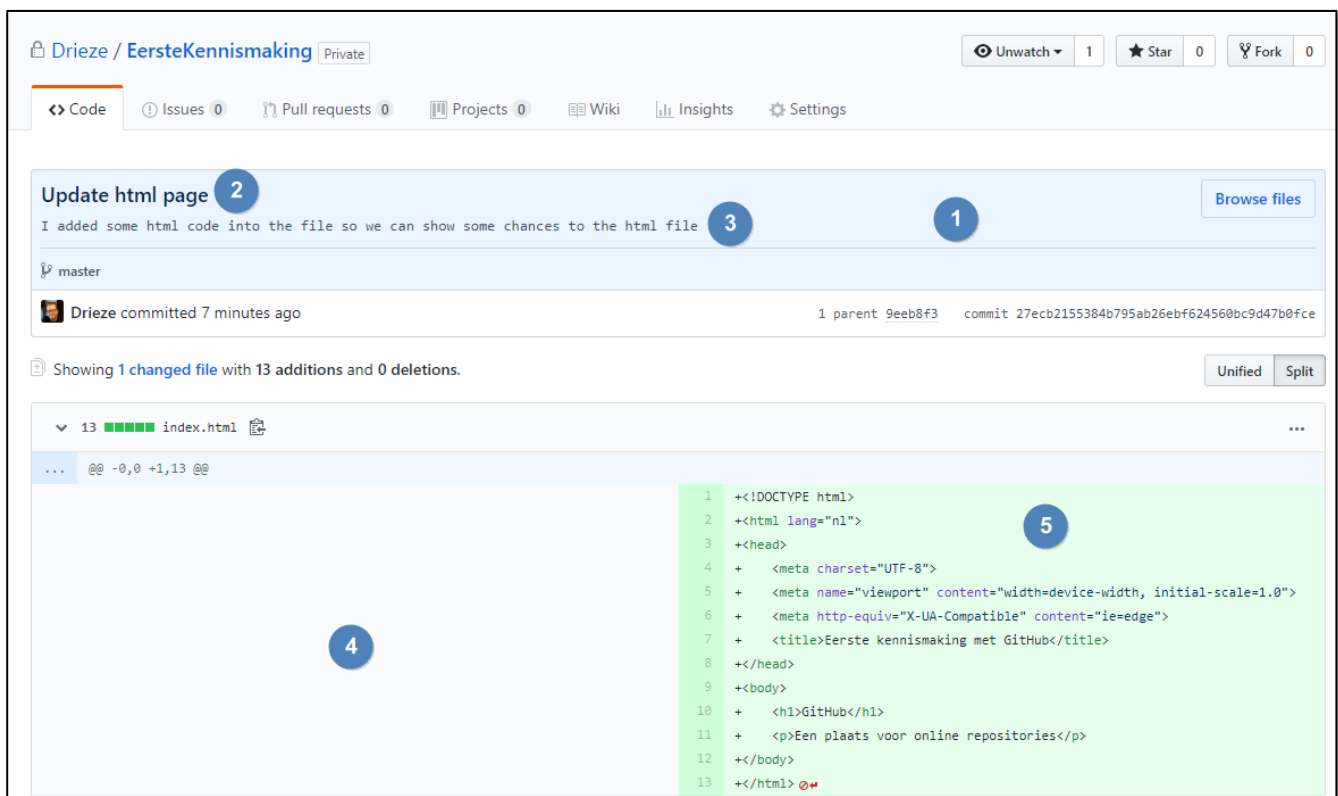 Drieze / EersteKennismaking Private Unwatch 1 Star 0 Fork 0
<> Code Issues 0 Pull requests 0 Projects 0 Wiki Insights Settings
Update html page 2
Browse files
I added some html code into the file so we can show some chances to the html file 3 1
master
Drieze committed 7 minutes ago 1 parent 9eeb8f3 commit 27ecb2155384b795ab26ebf624560bc9d47b0fce
Showing 1 changed file with 13 additions and 0 deletions. Unified Split
13 index.html ...
... @@ -0,0 +1,13 @@
1 +<!DOCTYPE html>
2 +<html lang="nl"> 5
3 +<head>
4 + <meta charset="UTF-8">
5 + <meta name="viewport" content="width=device-width, initial-scale=1.0">
6 + <meta http-equiv="X-UA-Compatible" content="ie=edge">
4 7 + <title>Eerste kennismaking met GitHub</title>
8 +</head>
9 +<body>
10 + <h1>GitHub</h1>
11 + <p>Een plaats voor online repositories</p>
12 +</body>
13 +</html>